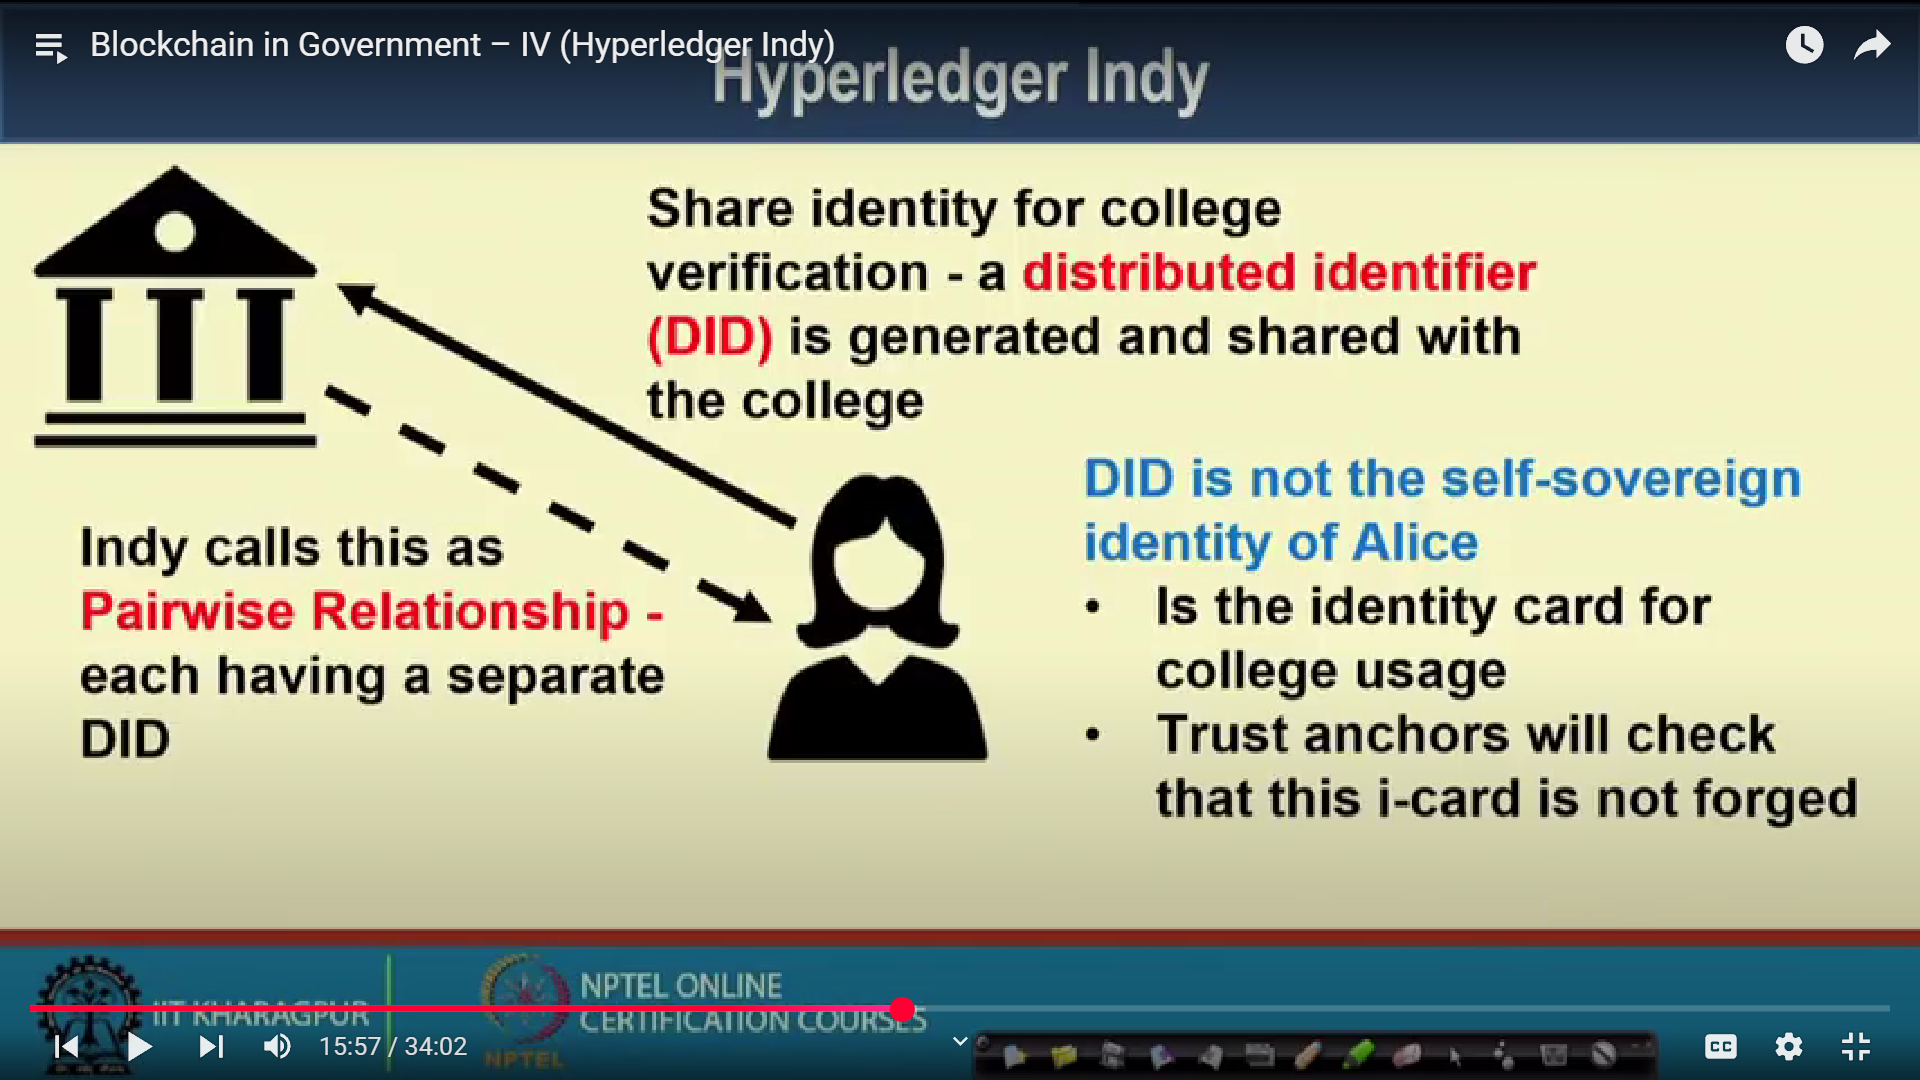 Blockchain in Government – IV (Hyperledger Indy)
Hyperledger Indy
Share identity for college
verification - a distributed identifier
(DID) is generated and shared with
the college
DID is not the self-sovereign
identity of Alice
• Is the identity card for
college usage
• Trust anchors will check
that this i-card is not forged
Indy calls this as
Pairwise Relationship -
each having a separate
DID
IIT KHARAGPUR
NPTEL
NPTEL ONLINE
CERTIFICATION COURSES
15:57 / 34:02
CC